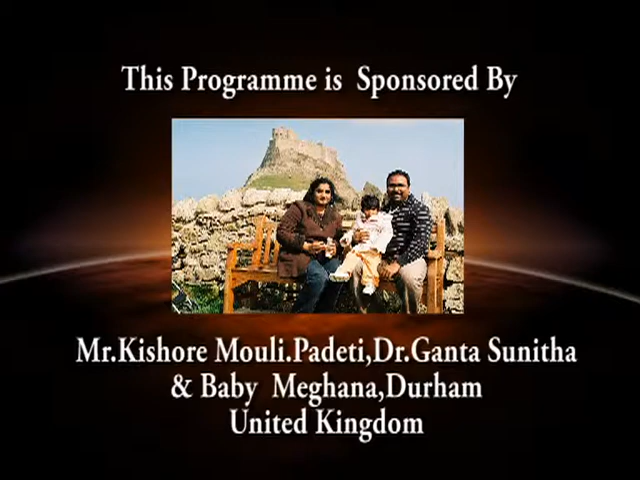 This Programme is Sponsored By
Mr.Kishore Mouli.Padeti,Dr.Ganta Sunitha
& Baby Meghana,Durham
United Kingdom